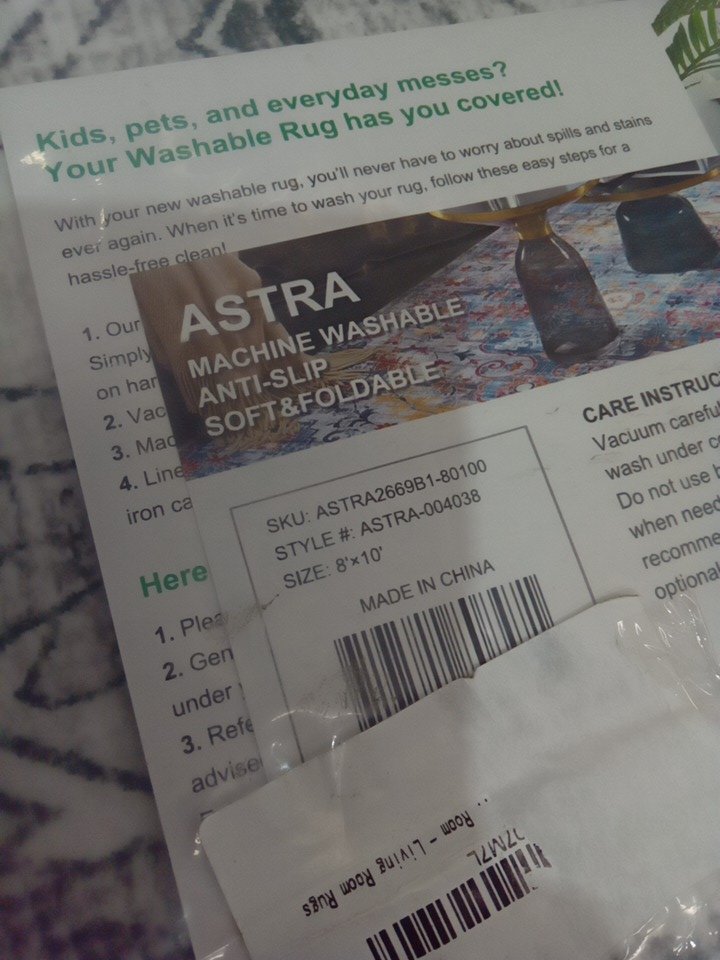 Kids, pets, and everyday messes?
Your Washable Rug has you covered!
With your new washable rug, you'll never have to worry about spills and stains
ever again. When it's time to wash your rug, follow these easy steps for a
hassle-free clean!
1. Our
Simply
on har
2. Vac
3. Mac
4. Line
iron ca
Here
1. Plea
2. Gen
under
3. Refe
advise
ASTRA
MACHINE WASHABLE
ANTI-SLIP
SOFT&FOLDABLE
SKU: ASTRA2669B1-80100
STYLE #: ASTRA-004038
SIZE: 8'×10'
MADE IN CHINA
CARE INSTRUC
Vacuum careful
wash under c
Do not use b
when need
recomme
optional
.. Room - Living Room Rugs